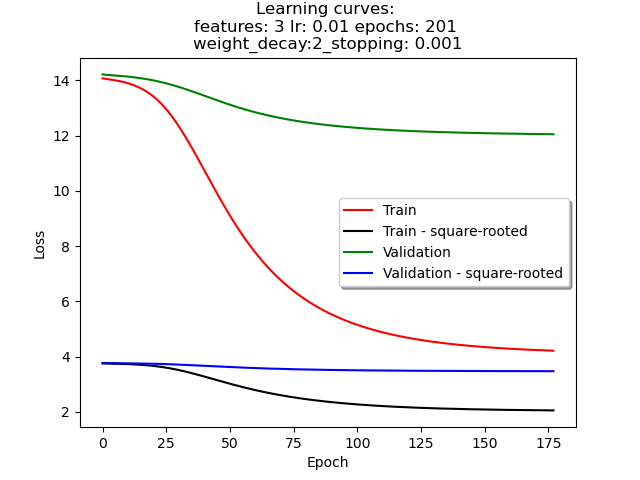 Learning curves:
features: 3 lr: 0.01 epochs: 201
weight_decay:2_stopping: 0.001
14
12
10
8
6
4
2
Loss
Train
Train - square-rooted
Validation
Validation - square-rooted
0 25 50 75 100 125 150 175
Epoch